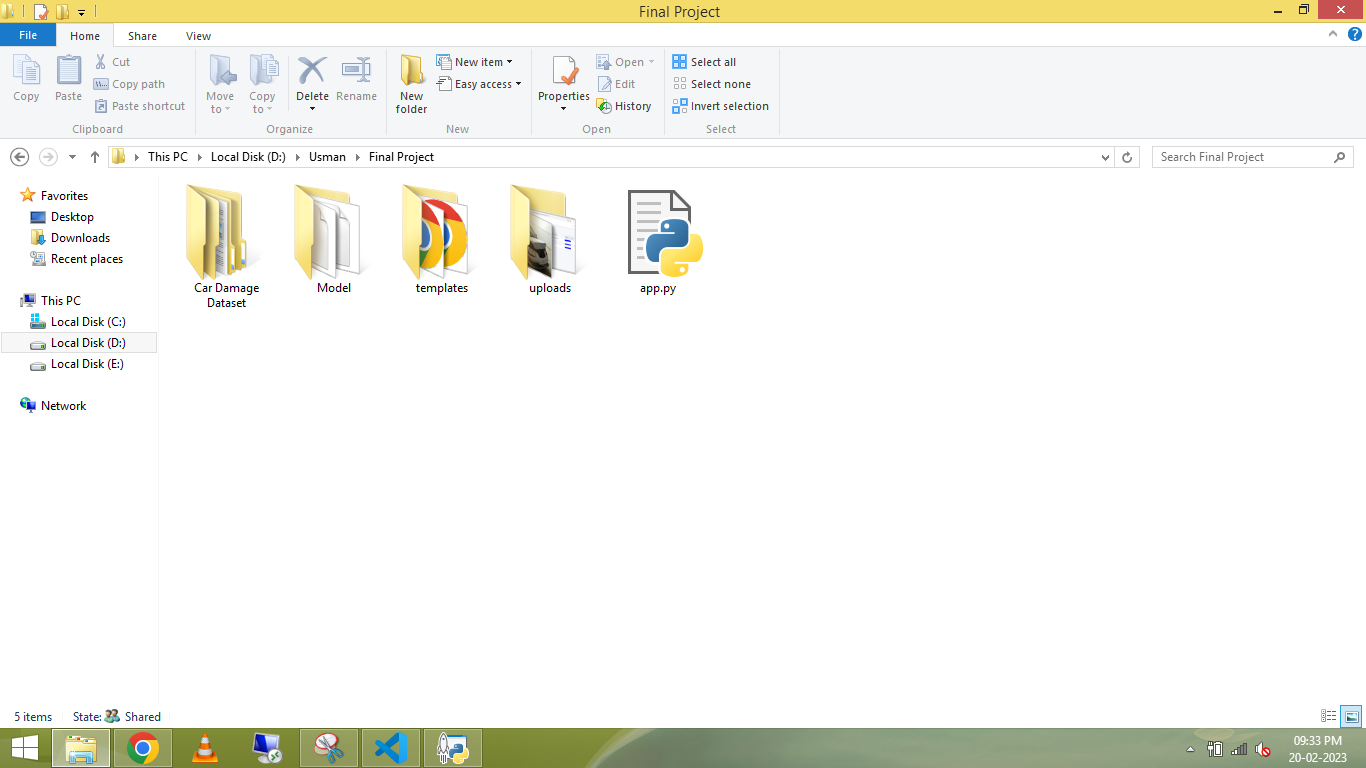 Final Project
File Home Share View
Copy Paste Cut Copy path Paste shortcut
Clipboard
Move to Copy to Delete Rename
Organize
New folder New item Easy access
New
Properties Open Edit History
Open
Select all Select none Invert selection
Select
This PC Local Disk (D:) Usman Final Project
Search Final Project
Favorites
Desktop
Downloads
Recent places
This PC
Local Disk (C:)
Local Disk (D:)
Local Disk (E:)
Network
Car Damage
Dataset
Model
templates
uploads
app.py
5 items State: Shared
09:33 PM
20-02-2023